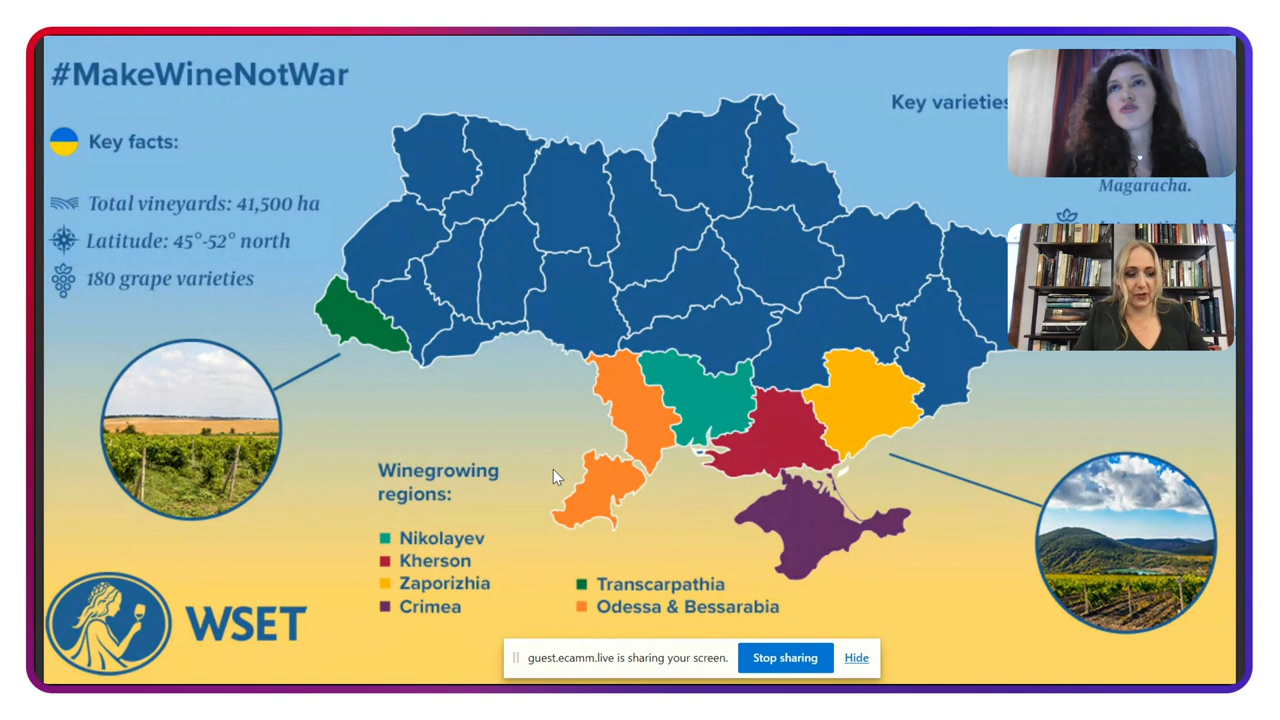 #MakeWineNotWar
Key facts:
Total vineyards: 41,500 ha
Latitude: 45°-52° north
180 grape varieties
Key varieties
Magaracha.
Winegrowing
regions:
Nikolayev
Kherson
Zaporizhia
Crimea
Transcarpathia
Odessa & Bessarabia
WSET
guest.ecamm.live is sharing your screen.
Stop sharing
Hide